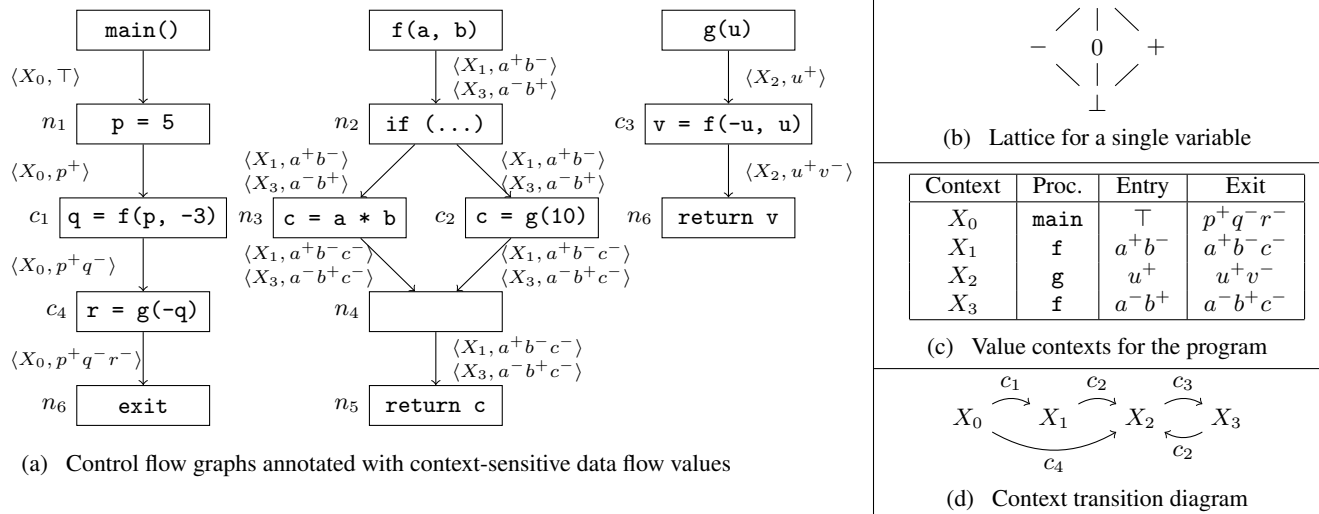 main()
⟨X₀, ⊤⟩
n₁ p = 5
⟨X₀, p⁺⟩
c₁ q = f(p, -3)
⟨X₀, p⁺q⁻⟩
c₄ r = g(-q)
⟨X₀, p⁺q⁻r⁻⟩
n₆ exit
f(a, b)
⟨X₁, a⁺b⁻⟩
⟨X₃, a⁻b⁺⟩
n₂ if (...)
⟨X₁, a⁺b⁻⟩
⟨X₃, a⁻b⁺⟩
⟨X₁, a⁺b⁻⟩
⟨X₃, a⁻b⁺⟩
n₃ c = a * b
c₂ c = g(10)
⟨X₁, a⁺b⁻c⁻⟩
⟨X₃, a⁻b⁺c⁻⟩
⟨X₁, a⁺b⁻c⁻⟩
⟨X₃, a⁻b⁺c⁻⟩
n₄
⟨X₁, a⁺b⁻c⁻⟩
⟨X₃, a⁻b⁺c⁻⟩
n₅ return c
g(u)
⟨X₂, u⁺⟩
c₃ v = f(-u, u)
⟨X₂, u⁺v⁻⟩
n₆ return v
(a) Control flow graphs annotated with context-sensitive data flow values
− 0 +
⊥
(b) Lattice for a single variable
Context Proc. Entry Exit
X₀ main ⊤ p⁺q⁻r⁻
X₁ f a⁺b⁻ a⁺b⁻c⁻
X₂ g u⁺ u⁺v⁻
X₃ f a⁻b⁺ a⁻b⁺c⁻
(c) Value contexts for the program
c₁ c₂ c₃
X₀ X₁ X₂ X₃
c₄ c₂
(d) Context transition diagram